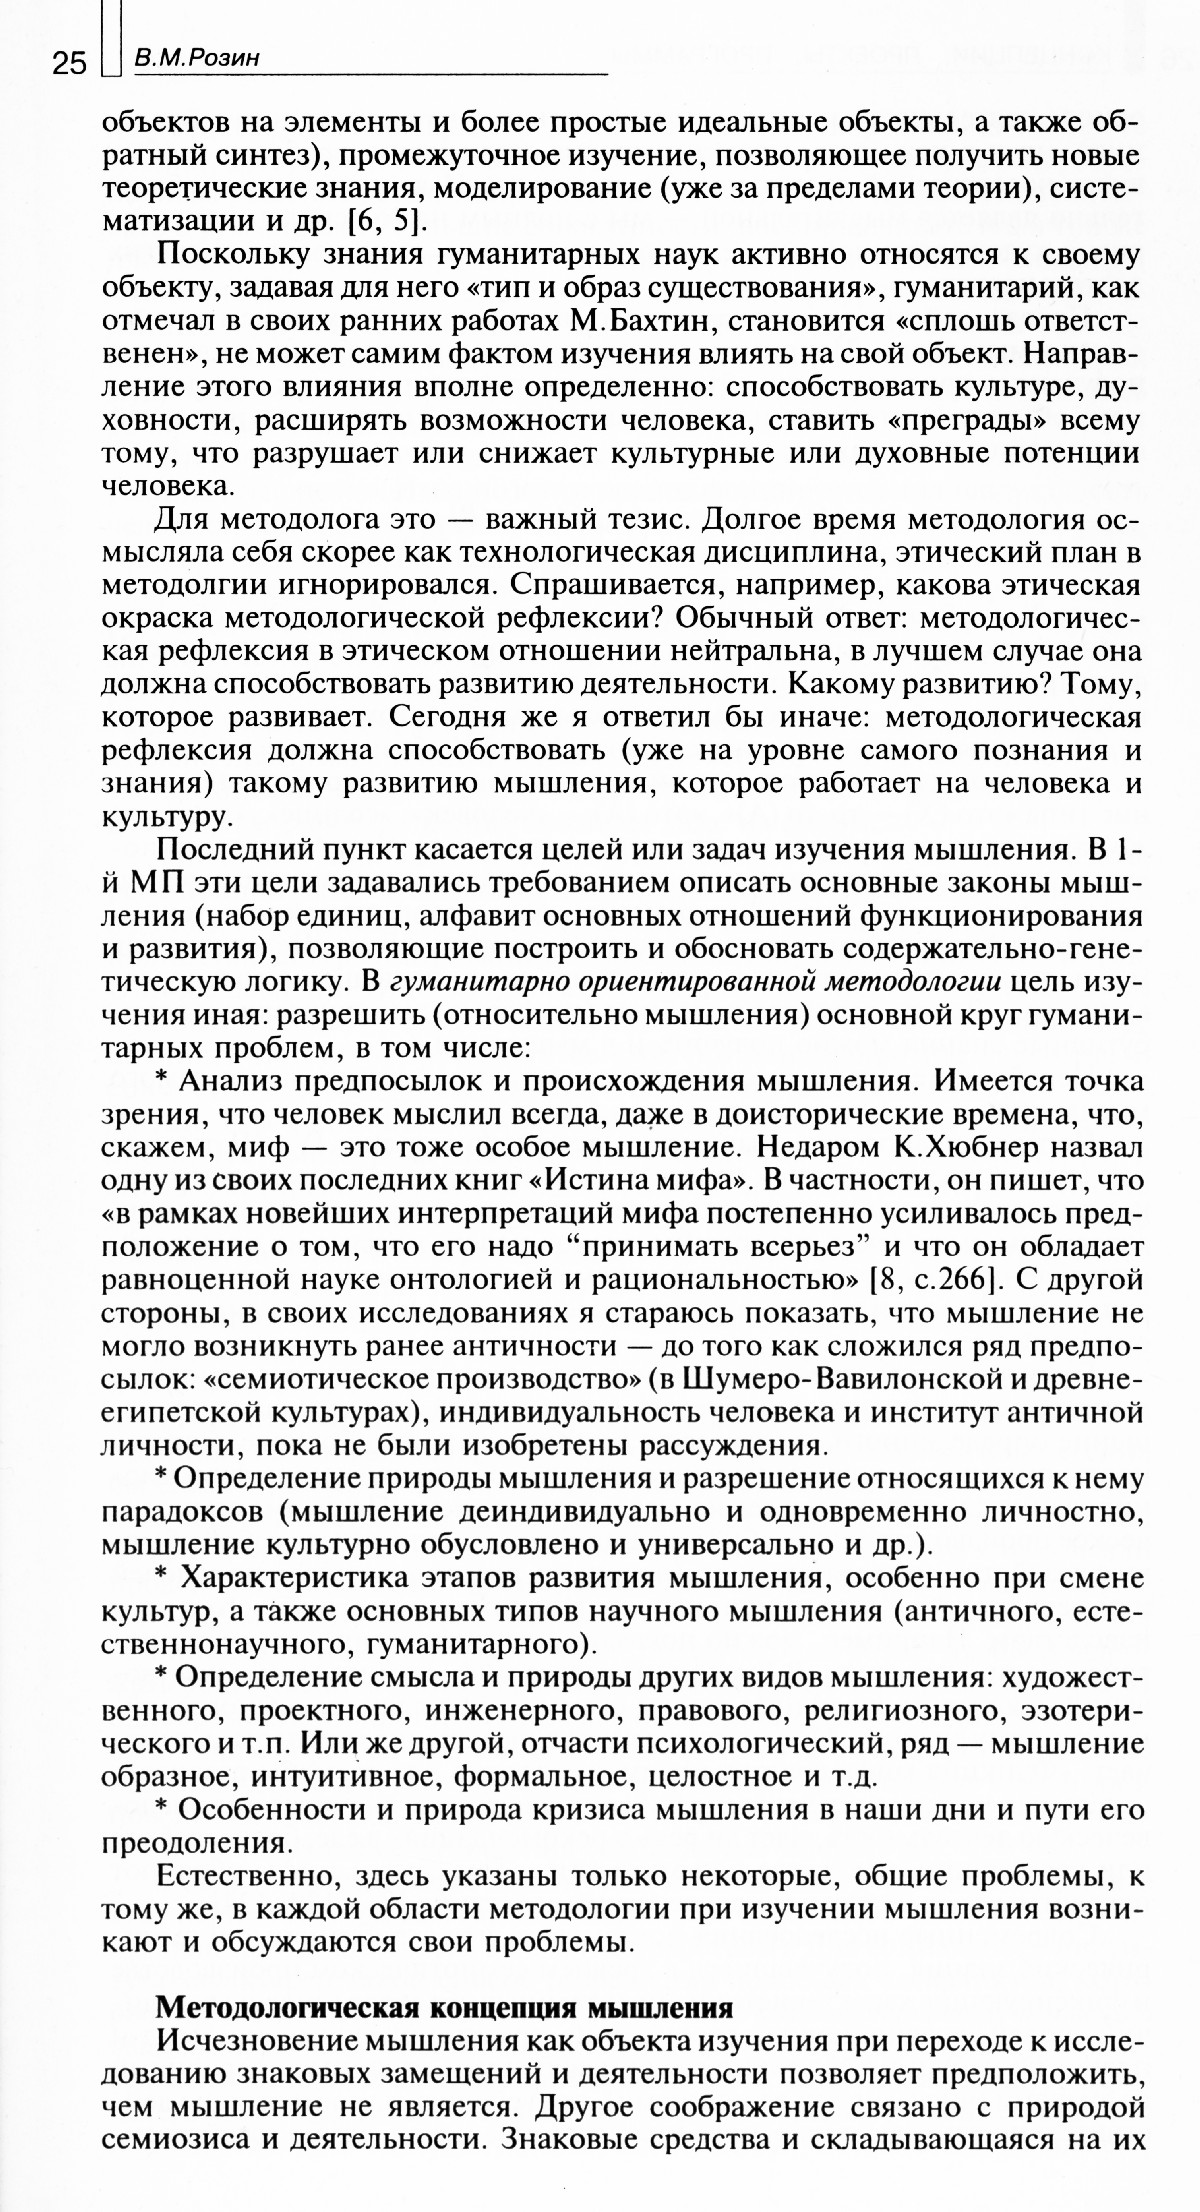 25
В.М.Розин
объектов на элементы и более простые идеальные объекты, а также об-
ратный синтез), промежуточное изучение, позволяющее получить новые
теоретические знания, моделирование (уже за пределами теории), систе-
матизации и др. [6, 5].
Поскольку знания гуманитарных наук активно относятся к своему
объекту, задавая для него «тип и образ существования», гуманитарий, как
отмечал в своих ранних работах М.Бахтин, становится «сплошь ответст-
венен», не может самим фактом изучения влиять на свой объект. Направ-
ление этого влияния вполне определенно: способствовать культуре, ду-
ховности, расширять возможности человека, ставить «преграды» всему
тому, что разрушает или снижает культурные или духовные потенции
человека.
Для методолога это — важный тезис. Долгое время методология ос-
мысляла себя скорее как технологическая дисциплина, этический план в
методолгии игнорировался. Спрашивается, например, какова этическая
окраска методологической рефлексии? Обычный ответ: методологичес-
кая рефлексия в этическом отношении нейтральна, в лучшем случае она
должна способствовать развитию деятельности. Какому развитию? Тому,
которое развивает. Сегодня же я ответил бы иначе: методологическая
рефлексия должна способствовать (уже на уровне самого познания и
знания) такому развитию мышления, которое работает на человека и
культуру.
Последний пункт касается целей или задач изучения мышления. В 1-
й МП эти цели задавались требованием описать основные законы мыш-
ления (набор единиц, алфавит основных отношений функционирования
и развития), позволяющие построить и обосновать содержательно-гене-
тическую логику. В гуманитарно ориентированной методологии цель изу-
чения иная: разрешить (относительно мышления) основной круг гумани-
тарных проблем, в том числе:
* Анализ предпосылок и происхождения мышления. Имеется точка
зрения, что человек мыслил всегда, даже в доисторические времена, что,
скажем, миф — это тоже особое мышление. Недаром К.Хюбнер назвал
одну из своих последних книг «Истина мифа». В частности, он пишет, что
«в рамках новейших интерпретаций мифа постепенно усиливалось пред-
положение о том, что его надо “принимать всерьез” и что он обладает
равноценной науке онтологией и рациональностью» [8, с.266]. С другой
стороны, в своих исследованиях я стараюсь показать, что мышление не
могло возникнуть ранее античности — до того как сложился ряд предпо-
сылок: «семиотическое производство» (в Шумеро-Вавилонской и древне-
египетской культурах), индивидуальность человека и институт античной
личности, пока не были изобретены рассуждения.
* Определение природы мышления и разрешение относящихся к нему
парадоксов (мышление деиндивидуально и одновременно личностно,
мышление культурно обусловлено и универсально и др.).
* Характеристика этапов развития мышления, особенно при смене
культур, а также основных типов научного мышления (античного, есте-
ственнонаучного, гуманитарного).
* Определение смысла и природы других видов мышления: художест-
венного, проектного, инженерного, правового, религиозного, эзотери-
ческого и т.п. Или же другой, отчасти психологический, ряд — мышление
образное, интуитивное, формальное, целостное и т.д.
* Особенности и природа кризиса мышления в наши дни и пути его
преодоления.
Естественно, здесь указаны только некоторые, общие проблемы, к
тому же, в каждой области методологии при изучении мышления возни-
кают и обсуждаются свои проблемы.
Методологическая концепция мышления
Исчезновение мышления как объекта изучения при переходе к иссле-
дованию знаковых замещений и деятельности позволяет предположить,
чем мышление не является. Другое соображение связано с природой
семиозиса и деятельности. Знаковые средства и складывающаяся на их